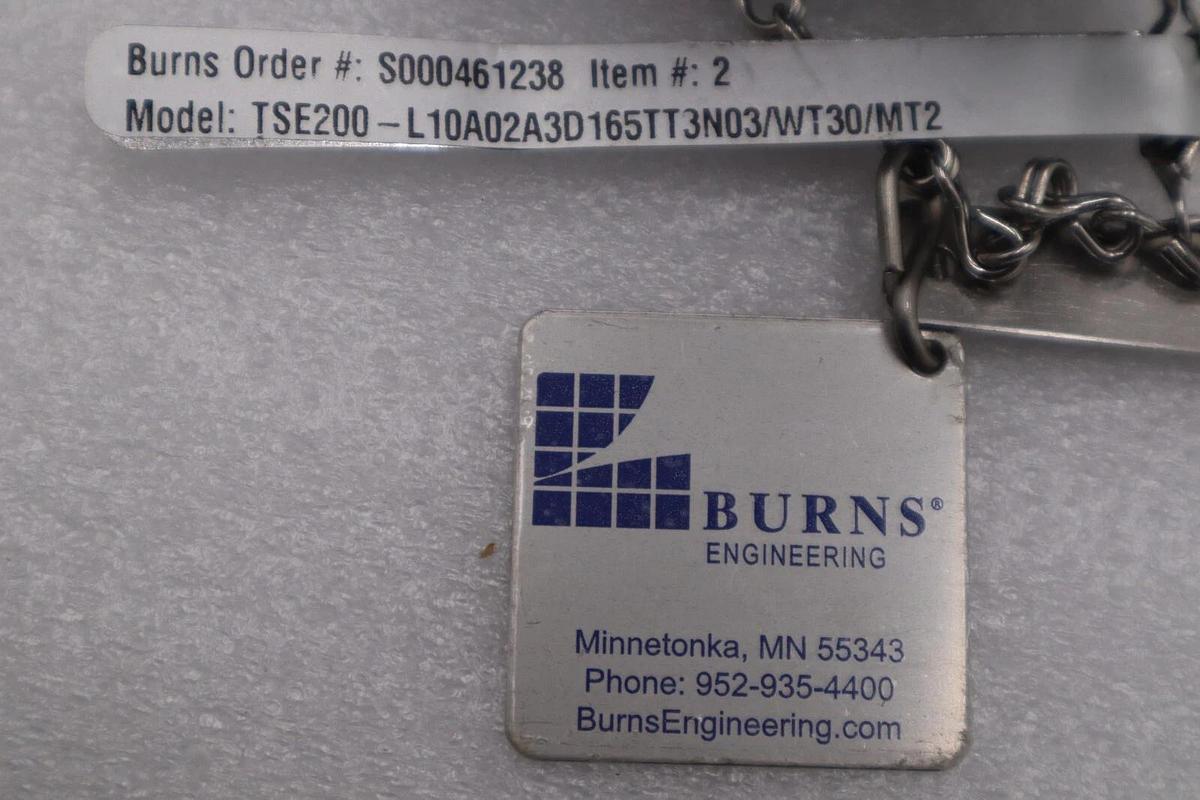 Burns Order #: S000461238 Item #: 2
Model: TSE200-L10A02A3D165TT3N03/WT30/MT2
BURNS®
ENGINEERING
Minnetonka, MN 55343
Phone: 952-935-4400
BurnsEngineering.com